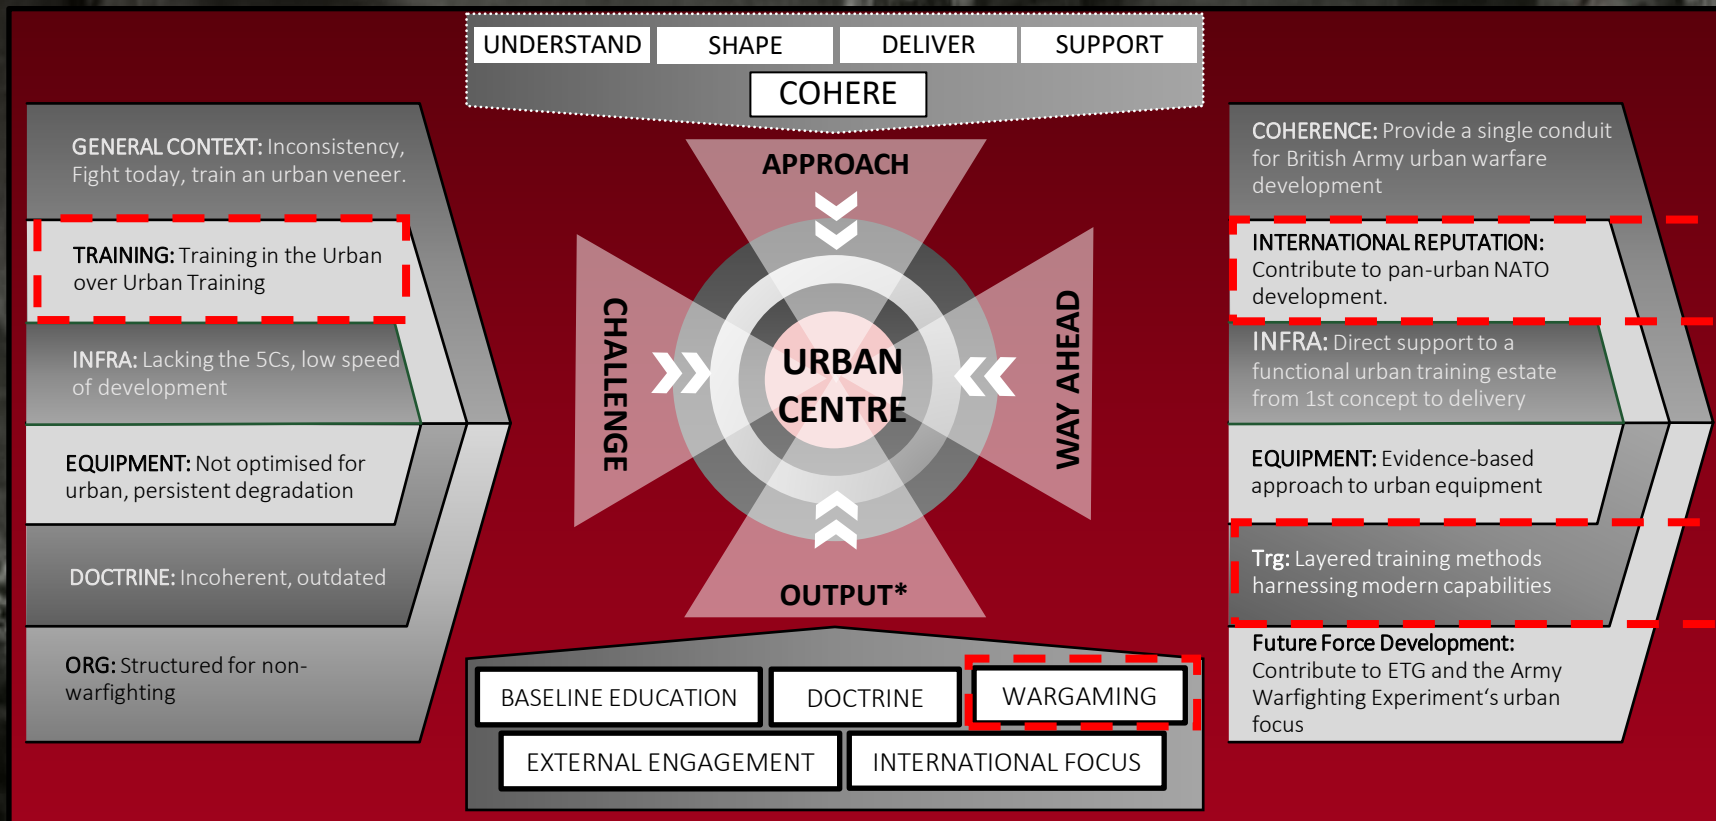 UNDERSTAND
SHAPE
DELIVER
SUPPORT
COHERE
GENERAL CONTEXT: Inconsistency,
Fight today, train an urban veneer.
TRAINING: Training in the Urban
over Urban Training
INFRA: Lacking the 5Cs, low speed
of development
EQUIPMENT: Not optimised for
urban, persistent degradation
DOCTRINE: Incoherent, outdated
ORG: Structured for non-
warfighting
APPROACH
CHALLENGE
URBAN
CENTRE
WAY AHEAD
OUTPUT*
BASELINE EDUCATION
DOCTRINE
WARGAMING
EXTERNAL ENGAGEMENT
INTERNATIONAL FOCUS
COHERENCE: Provide a single conduit
for British Army urban warfare
development
INTERNATIONAL REPUTATION:
Contribute to pan-urban NATO
development.
INFRA: Direct support to a
functional urban training estate
from 1st concept to delivery
EQUIPMENT: Evidence-based
approach to urban equipment
Trg: Layered training methods
harnessing modern capabilities
Future Force Development:
Contribute to ETG and the Army
Warfighting Experiment‘s urban
focus